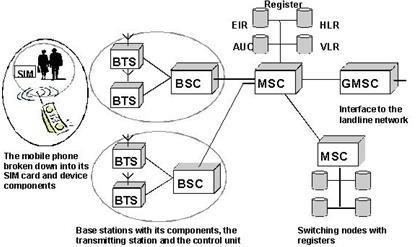 Register
EIR HLR
AUC VLR
SIM
BTS
BTS
BSC
MSC
GMSC
Interface to the
landline network
BTS
BTS
BSC
MSC
The mobile phone
broken down into its
SIM card and device
components
Base stations with its components, the
transmitting station and the control unit
Switching nodes with
registers